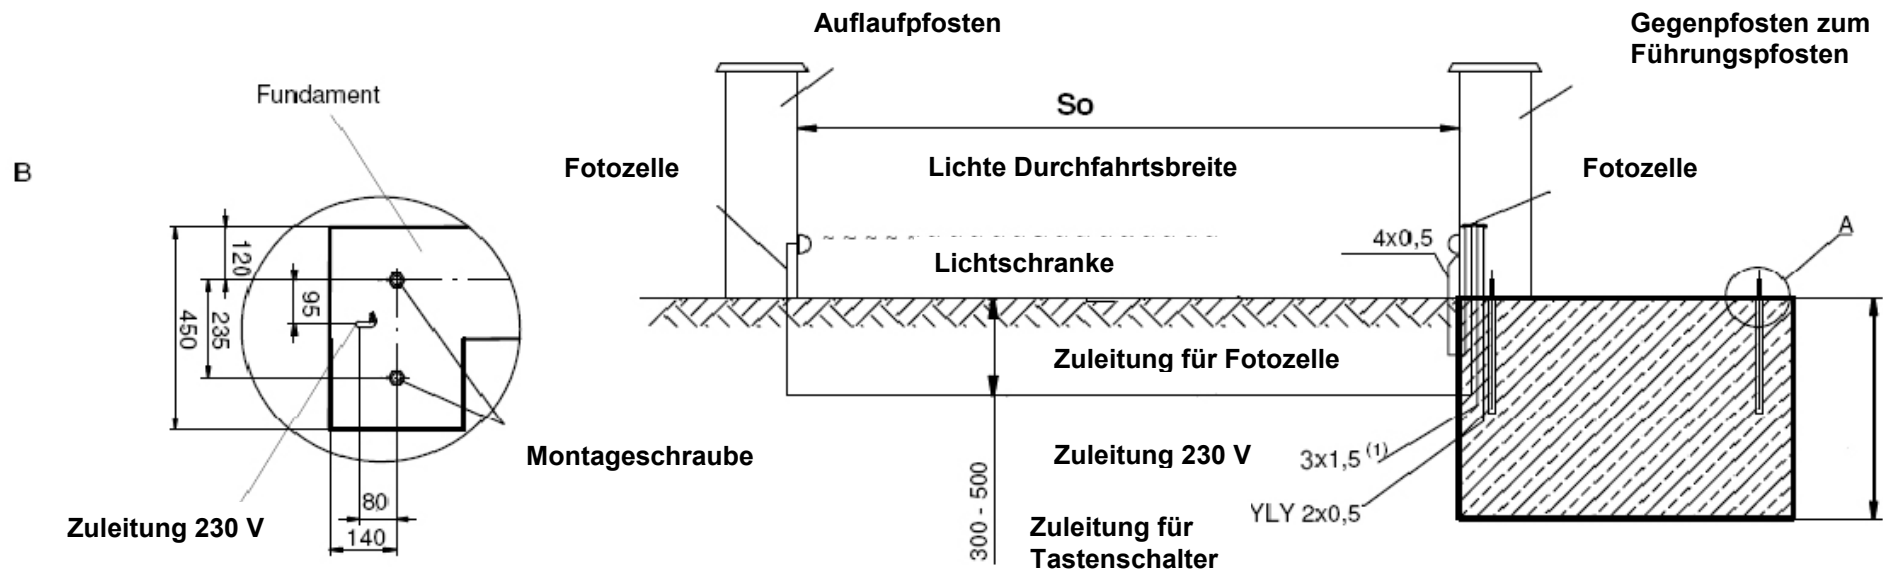 Auflaufpfosten
Gegenpfosten zum
Führungspfosten
Fundament
So
B
Fotozelle
Lichte Durchfahrtsbreite
Fotozelle
4x0,5
A
Lichtschranke
120
95
450
235
Zuleitung für Fotozelle
Montageschraube
Zuleitung 230 V
3x1,5 (1)
80
YLY 2x0,5
Zuleitung 230 V
140
300 - 500
Zuleitung für
Tastenschalter